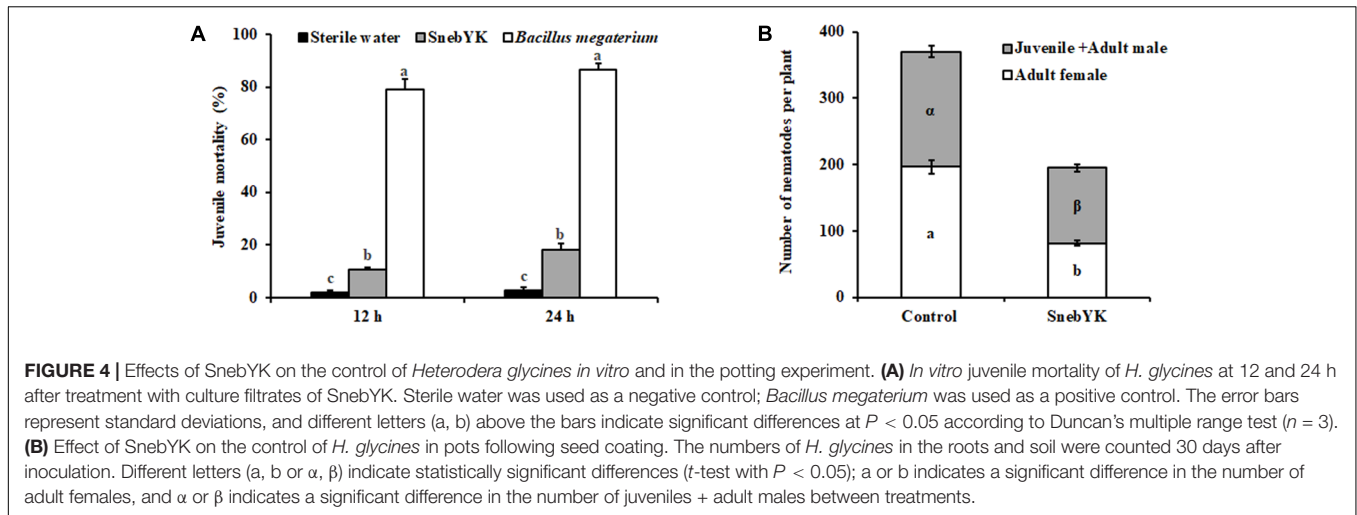 A
B
100
80
60
40
20
0
Juvenile mortality (%)
Sterile water SnebYK Bacillus megaterium
c b a
c b a
12 h 24 h
400
300
200
100
0
Number of nematodes per plant
Juvenile +Adult male
Adult female
α
a
β
b
Control SnebYK
FIGURE 4 | Effects of SnebYK on the control of Heterodera glycines in vitro and in the potting experiment. (A) In vitro juvenile mortality of H. glycines at 12 and 24 h
after treatment with culture filtrates of SnebYK. Sterile water was used as a negative control; Bacillus megaterium was used as a positive control. The error bars
represent standard deviations, and different letters (a, b) above the bars indicate significant differences at P < 0.05 according to Duncan's multiple range test (n = 3).
(B) Effect of SnebYK on the control of H. glycines in pots following seed coating. The numbers of H. glycines in the roots and soil were counted 30 days after
inoculation. Different letters (a, b or α, β) indicate statistically significant differences (t-test with P < 0.05); a or b indicates a significant difference in the number of
adult females, and α or β indicates a significant difference in the number of juveniles + adult males between treatments.